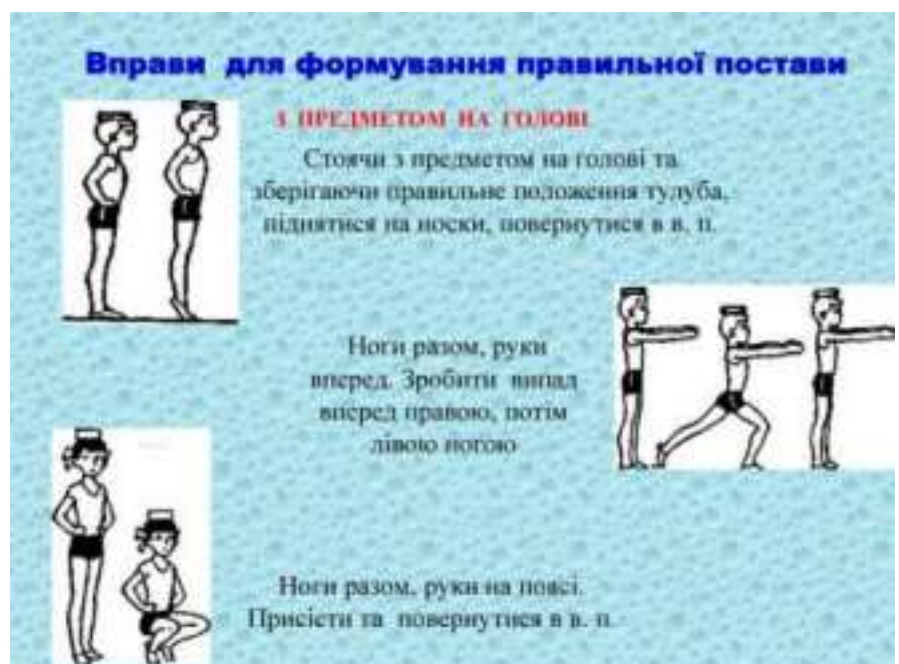 Вправи для формування правильної постави
З ПРЕДМЕТОМ НА ГОЛОВІ
Стоячи з предметом на голові та
зберігаючи правильне положення тулуба,
піднятися на носки, повернутися в в. п.
Ноги разом, руки
вперед. Зробити випад
вперед правою, потім
лівою ногою
Ноги разом, руки на поясі.
Присісти та повернутися в в. п.